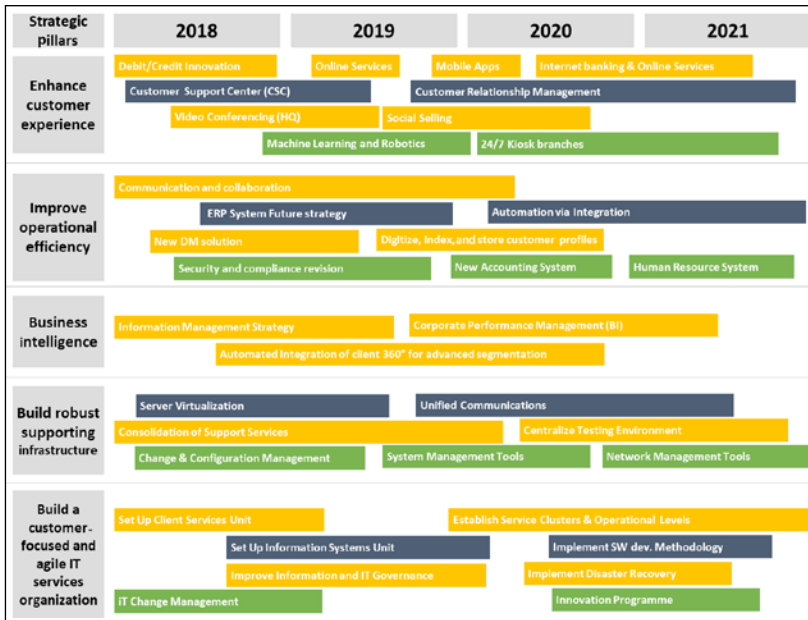 Strategic
pillars
2018
2019
2020
2021
Enhance
customer
experience
Debit/Credit Innovation
Online Services
Mobile Apps
Internet banking & Online Services
Customer Support Center (CSC)
Customer Relationship Management
Video Conferencing (HQ)
Social Selling
Machine Learning and Robotics
24/7 Kiosk branches
Improve
operational
efficiency
Communication and collaboration
ERP System Future strategy
Automation via Integration
New DM solution
Digitize, Index,and store customer profiles
Security and compliance revision
New Accounting System
Human Resource System
Business
intelligence
Information Management Strategy
Corporate Performance Management (BI)
Automated Integration of client 360° for advanced segmentation
Build robust
supporting
infrastructure
Server Virtualization
Unified Communications
Consolidation of Support Services
Centralize Testing Environment
Change & Configuration Management
System Management Tools
Network Management Tools
Build a
customer-
focused and
agile IT
services
organization
Set Up Client Services Unit
Establish Service Clusters & Operational Levels
Set Up Information Systems Unit
Implement SW dev. Methodology
Improve Information and IT Governance
Implement Disaster Recovery
iT Change Management
Innovation Programme